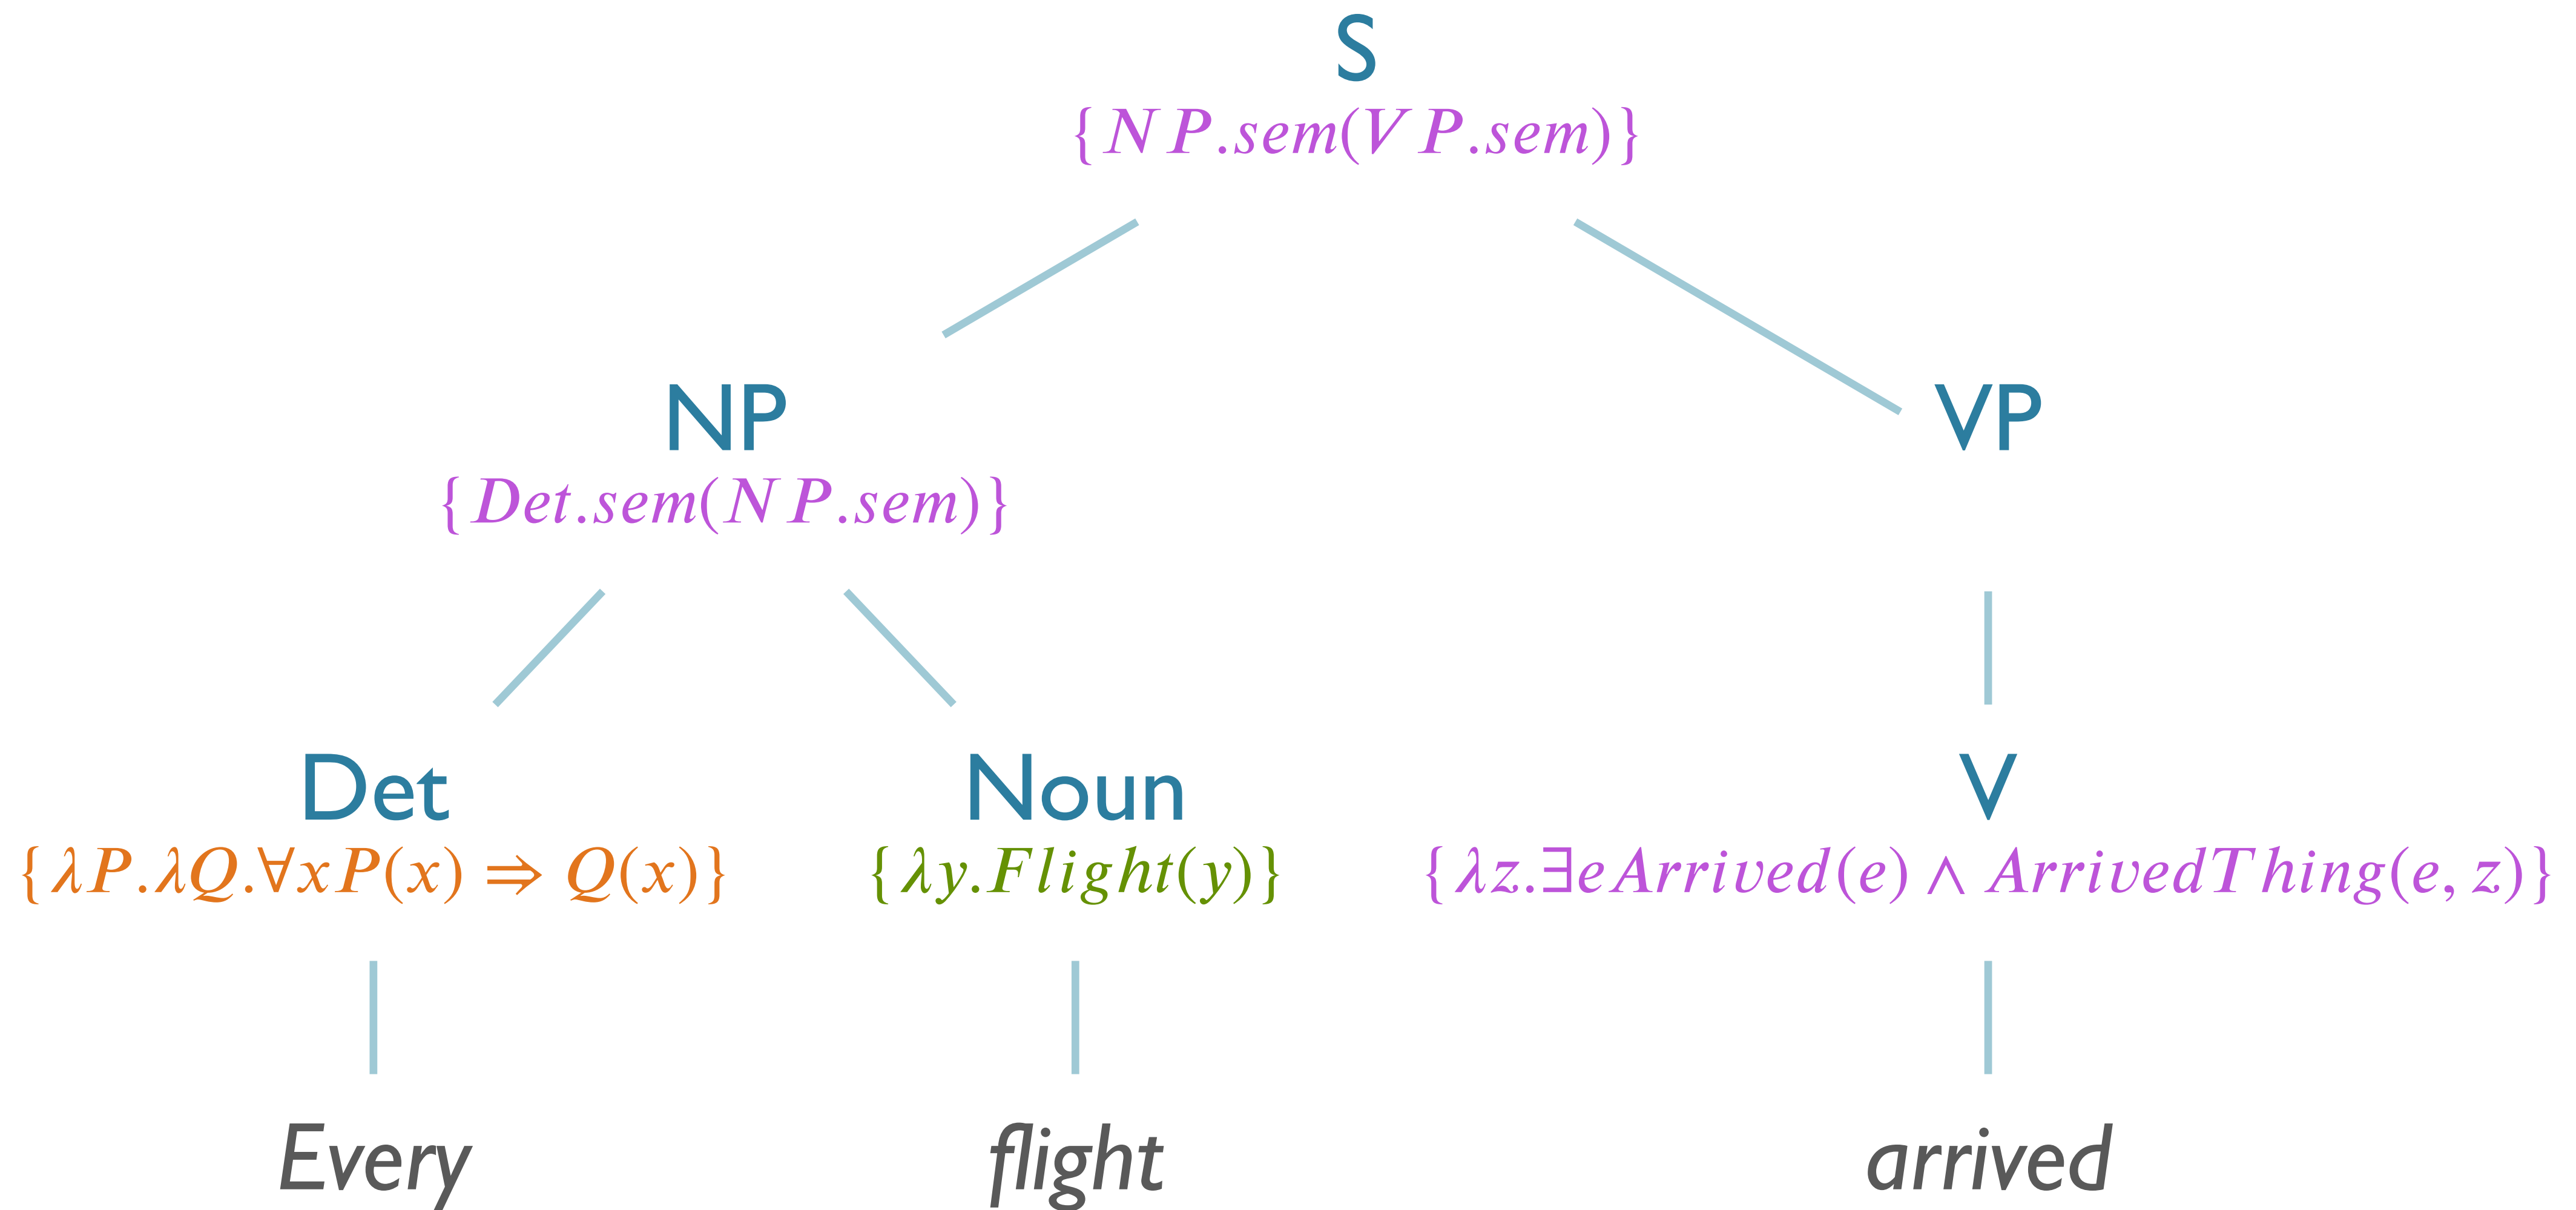 S
{NP.sem(VP.sem)}
NP
VP
{Det.sem(NP.sem)}
Det
Noun
V
{λP.λQ.∀xP(x) ⇒ Q(x)}
{λy.Flight(y)}
{λz.∃eArrived(e) ∧ ArrivedThing(e, z)}
Every
flight
arrived